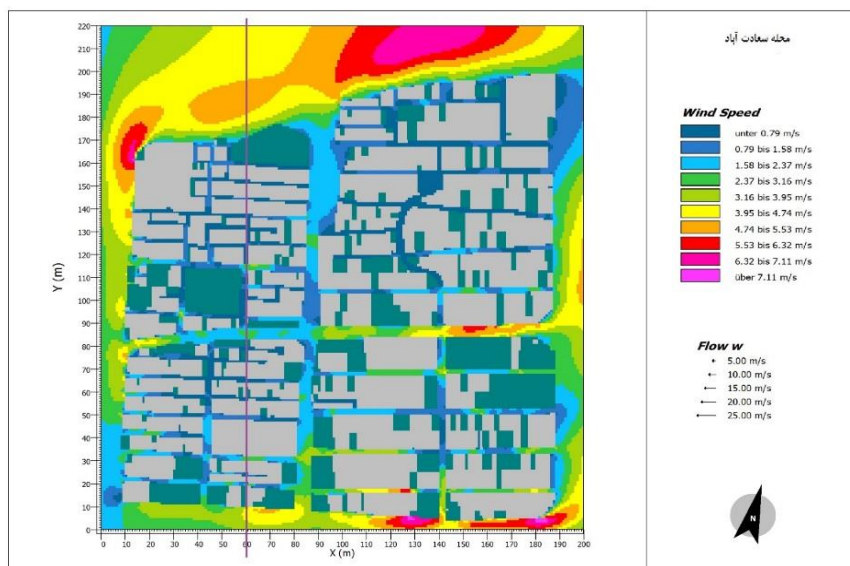 محله سعادت آباد
Wind Speed
unter 0.79 m/s
0.79 bis 1.58 m/s
1.58 bis 2.37 m/s
2.37 bis 3.16 m/s
3.16 bis 3.95 m/s
3.95 bis 4.74 m/s
4.74 bis 5.53 m/s
5.53 bis 6.32 m/s
6.32 bis 7.11 m/s
über 7.11 m/s
Flow w
5.00 m/s
10.00 m/s
15.00 m/s
20.00 m/s
25.00 m/s
N
Y (m)
220
210
200
190
180
170
160
150
140
130
120
110
100
90
80
70
60
50
40
30
20
10
0
0 10 20 30 40 50 60 70 80 90 100 110 120 130 140 150 160 170 180 190 200
X (m)